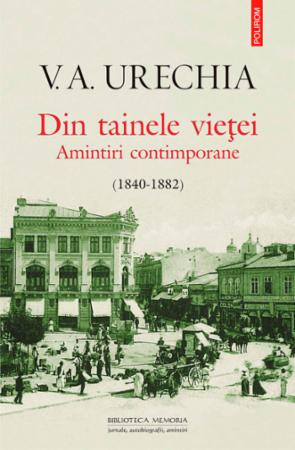 POLIROM
V. A. URECHIA
Din tainele vieţei
Amintiri contimporane
(1840-1882)
BIBLIOTECA MEMORIA
jurnale, autobiografii, amintiri